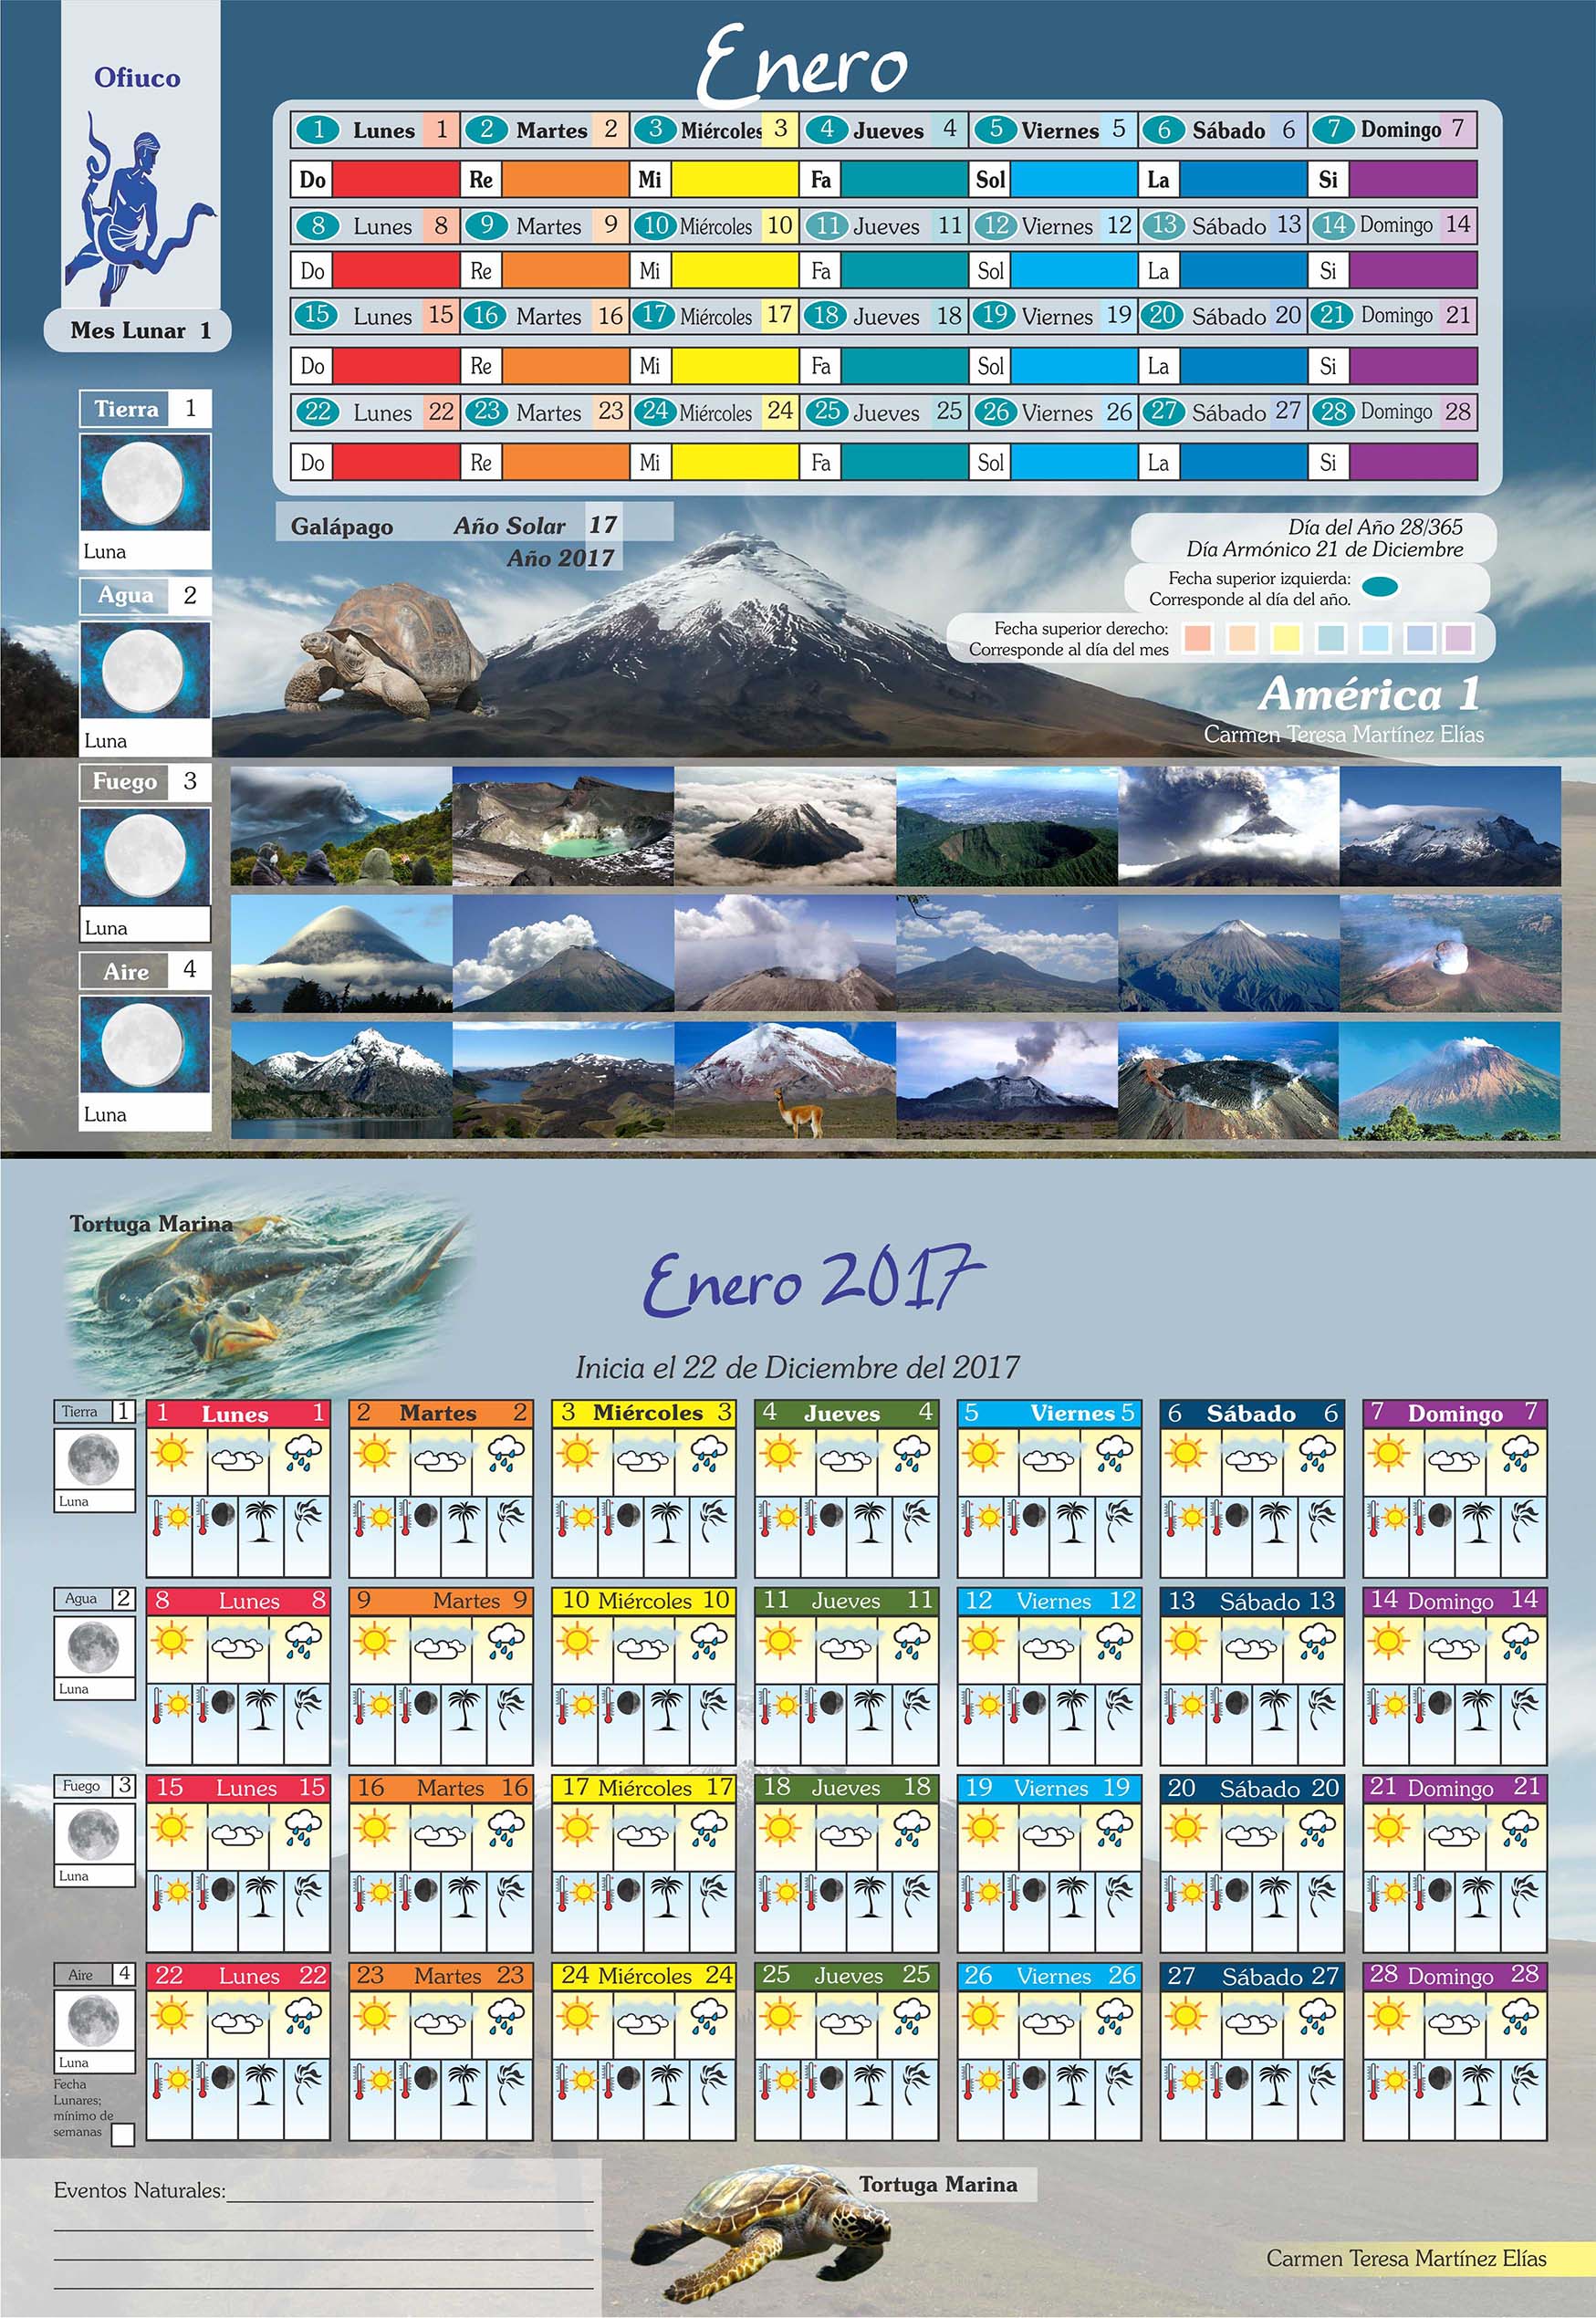 Enero
Ofiuco
Mes Lunar 1
1 Lunes 1 2 Martes 2 3 Miércoles 3 4 Jueves 4 5 Viernes 5 6 Sábado 6 7 Domingo 7
Do Re Mi Fa Sol La Si
8 Lunes 8 9 Martes 9 10 Miércoles 10 11 Jueves 11 12 Viernes 12 13 Sábado 13 14 Domingo 14
Do Re Mi Fa Sol La Si
15 Lunes 15 16 Martes 16 17 Miércoles 17 18 Jueves 18 19 Viernes 19 20 Sábado 20 21 Domingo 21
Do Re Mi Fa Sol La Si
22 Lunes 22 23 Martes 23 24 Miércoles 24 25 Jueves 25 26 Viernes 26 27 Sábado 27 28 Domingo 28
Do Re Mi Fa Sol La Si
Tierra 1
Luna
Agua 2
Luna
Fuego 3
Luna
Aire 4
Luna
Galápago Año Solar 17
Año 2017
Día del Año 28/365
Día Armónico 21 de Diciembre
Fecha superior izquierda:
Corresponde al día del año.
Fecha superior derecho:
Corresponde al día del mes
América 1
Carmen Teresa Martínez Elías
Tortuga Marina
Enero 2017
Inicia el 22 de Diciembre del 2017
Tierra 1
Luna
1 Lunes 1 2 Martes 2 3 Miércoles 3 4 Jueves 4 5 Viernes 5 6 Sábado 6 7 Domingo 7
Agua 2
Luna
8 Lunes 8 9 Martes 9 10 Miércoles 10 11 Jueves 11 12 Viernes 12 13 Sábado 13 14 Domingo 14
Fuego 3
Luna
15 Lunes 15 16 Martes 16 17 Miércoles 17 18 Jueves 18 19 Viernes 19 20 Sábado 20 21 Domingo 21
Aire 4
Luna
22 Lunes 22 23 Martes 23 24 Miércoles 24 25 Jueves 25 26 Viernes 26 27 Sábado 27 28 Domingo 28
Fecha
Lunares;
mínimo de
semanas
Eventos Naturales:
Tortuga Marina
Carmen Teresa Martínez Elías